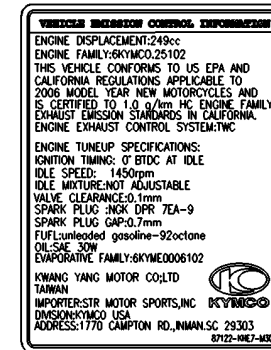 VEHICLE EMISSION CONTROL INFORMATION
ENGINE DISPLACEMENT:249cc
ENGINE FAMILY:6KYMC0.25102
THIS VEHICLE CONFORMS TO US EPA AND
CALIFORNIA REGULATIONS APPLICABLE TO
2006 MODEL YEAR NEW MOTORCYCLES AND
IS CERTIFIED TO 1.0 g/km HC ENGINE FAMILY
EXHAUST EMISSION STANDARDS IN CALIFORNIA.
ENGINE EXHAUST CONTROL SYSTEM:TWC
ENGINE TUNEUP SPECIFICATIONS:
IGNITION TIMING: 0°BTDC AT IDLE
IDLE SPEED: 1450rpm
IDLE MIXTURE:NOT ADJUSTABLE
VALVE CLEARANCE:0.1mm
SPARK PLUG :NGK DPR 7EA-9
SPARK PLUG GAP:0.7mm
FUEL:unleaded gasoline-92octane
OIL:SAE 30W
EVAPORATIVE FAMILY:6KYME0006102
KWANG YANG MOTOR CO;LTD
TAIWAN
IMPORTER:STR MOTOR SPORTS,INC
DIVISION:KYMCO USA
ADDRESS:1770 CAMPTON RD.,INMAN.SC 29303
KYMCO